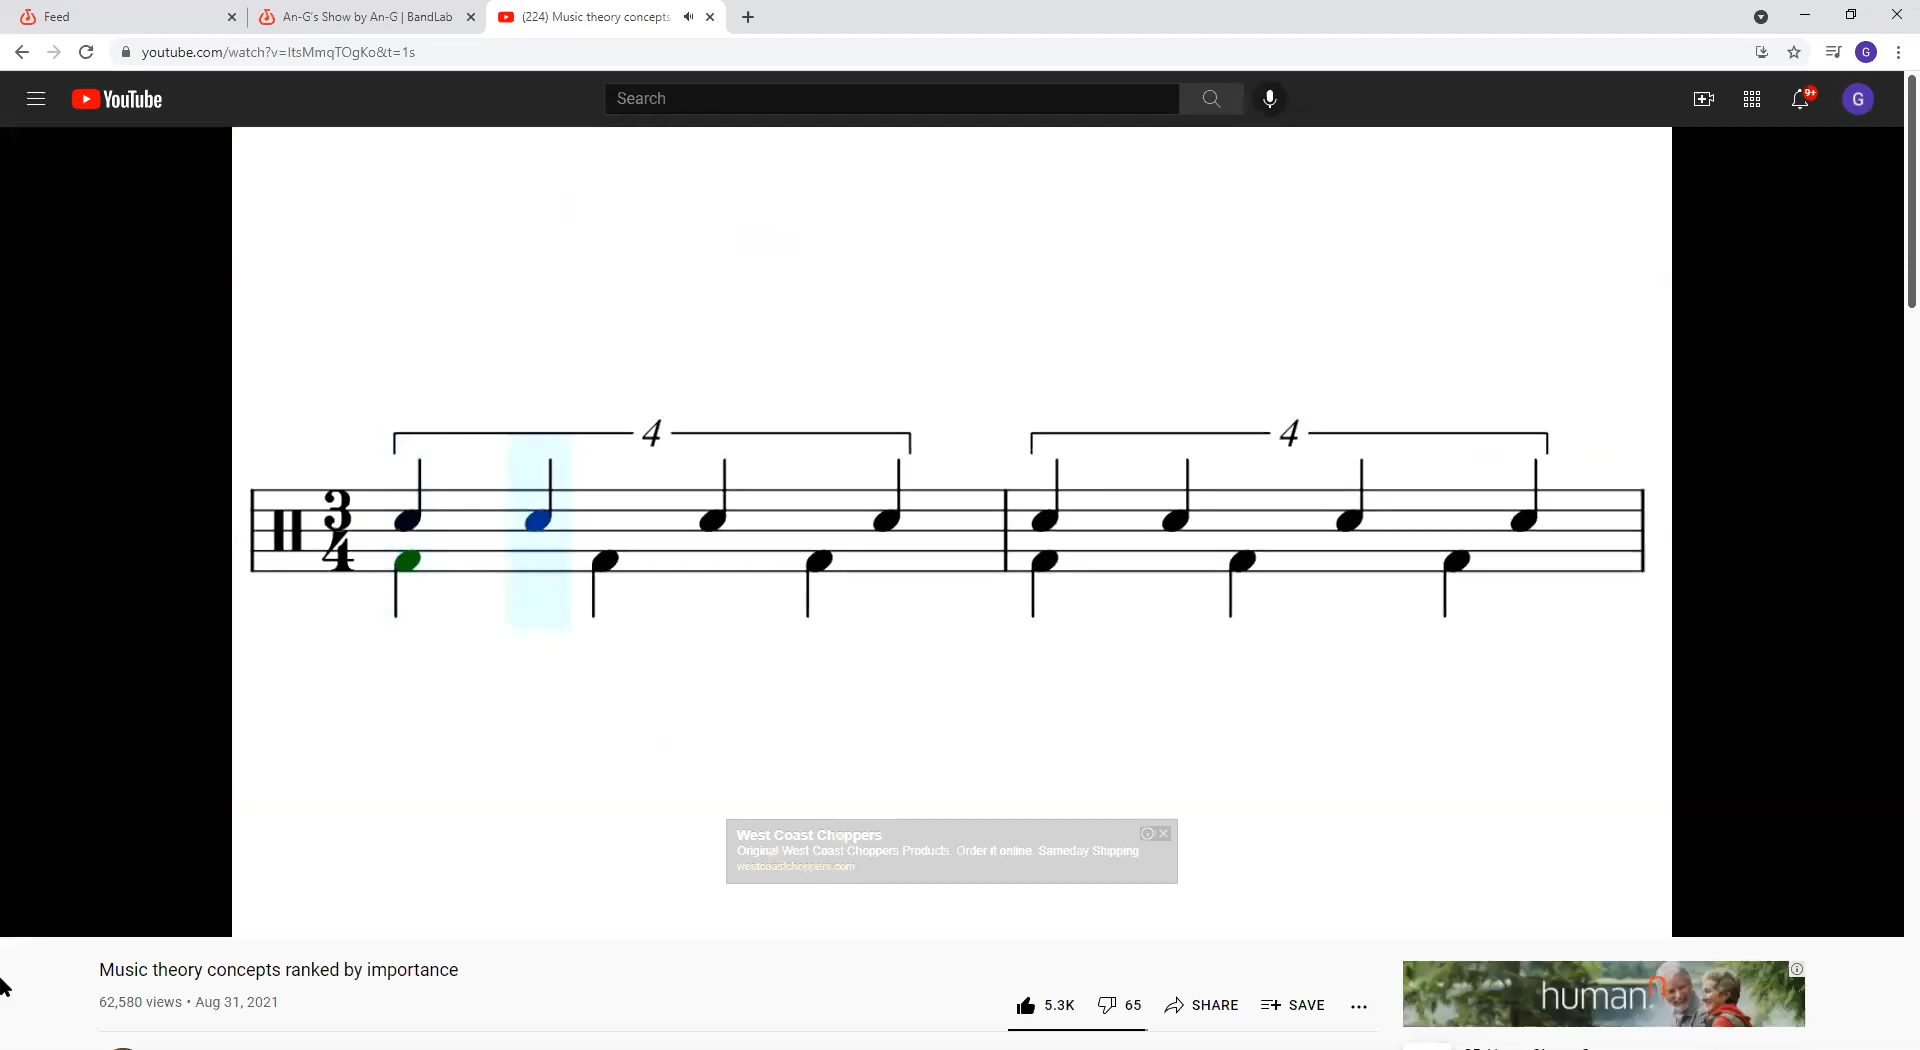 Feed
An-G's Show by An-G | BandLab
(224) Music theory concepts
youtube.com/watch?v=ItsMmqTOgKo&t=1s
G
YouTube
Search
9+
G
4
4
3
4
West Coast Choppers
Original West Coast Choppers Products. Order it online. Sameday Shipping
westcoastchoppers.com
Music theory concepts ranked by importance
62,580 views • Aug 31, 2021
5.3K
65
SHARE
SAVE
humann